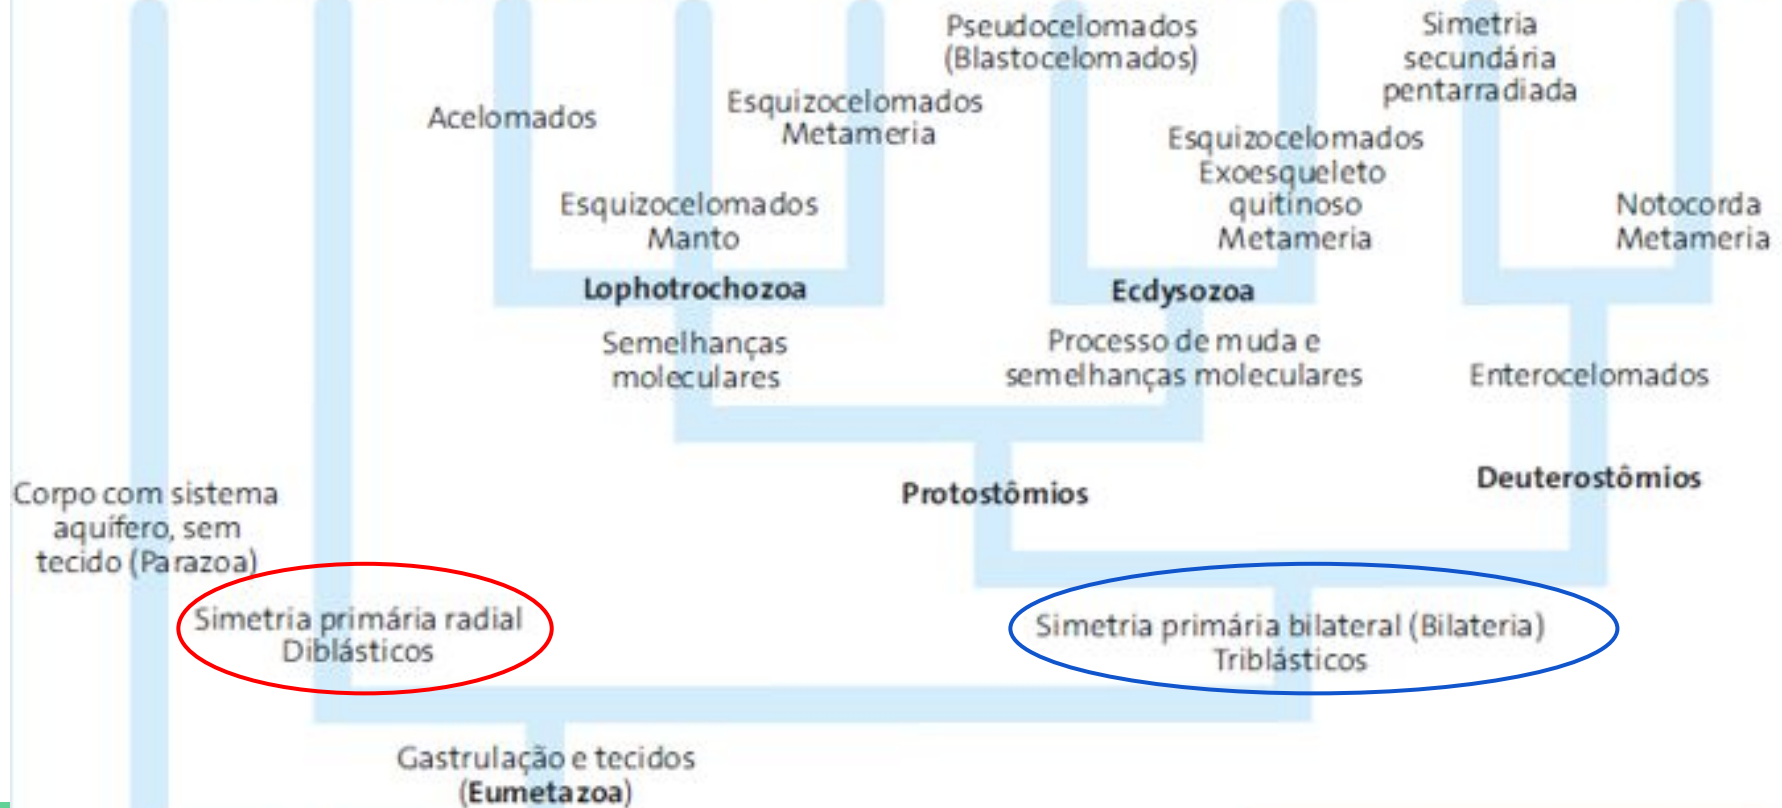 Pseudocelomados
(Blastocelomados)
Simetria
secundária
pentarradiada
Acelomados
Esquizocelomados
Metameria
Esquizocelomados
Exoesqueleto
quitinoso
Metameria
Esquizocelomados
Manto
Notocorda
Metameria
Lophotrochozoa
Ecdysozoa
Semelhanças
moleculares
Processo de muda e
semelhanças moleculares
Enterocelomados
Protostômios
Deuterostômios
Corpo com sistema
aquífero, sem
tecido (Parazoa)
Simetria primária radial
Diblásticos
Simetria primária bilateral (Bilateria)
Triblásticos
Gastrulação e tecidos
(Eumetazoa)